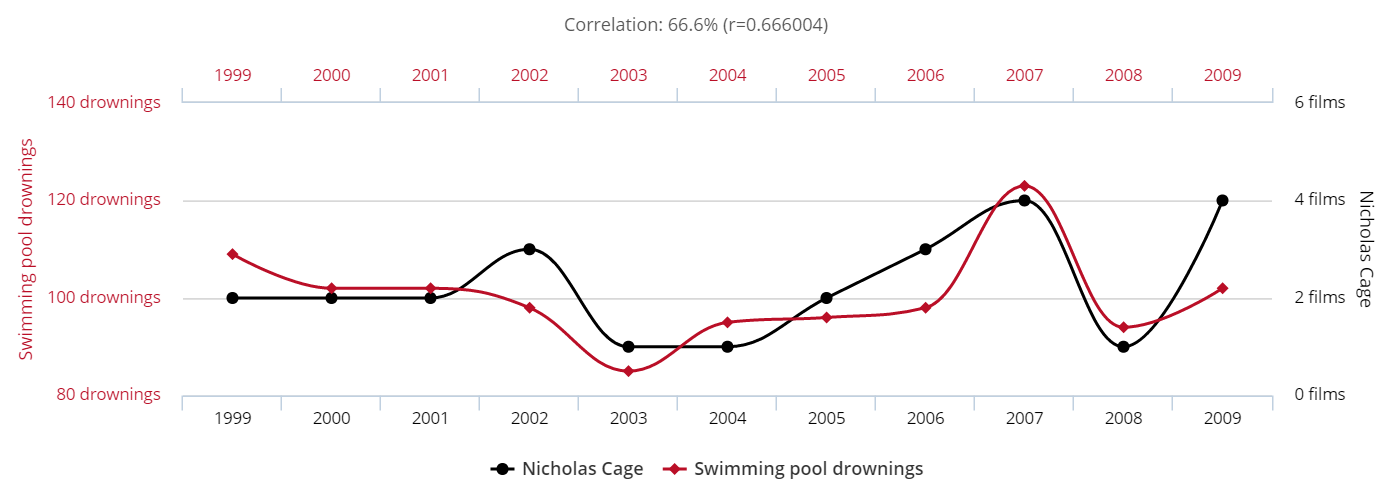 Correlation: 66.6% (r=0.666004)
1999 2000 2001 2002 2003 2004 2005 2006 2007 2008 2009
140 drownings 6 films
120 drownings 4 films
Swimming pool drownings
Nicholas Cage
100 drownings 2 films
80 drownings 0 films
1999 2000 2001 2002 2003 2004 2005 2006 2007 2008 2009
Nicholas Cage Swimming pool drownings